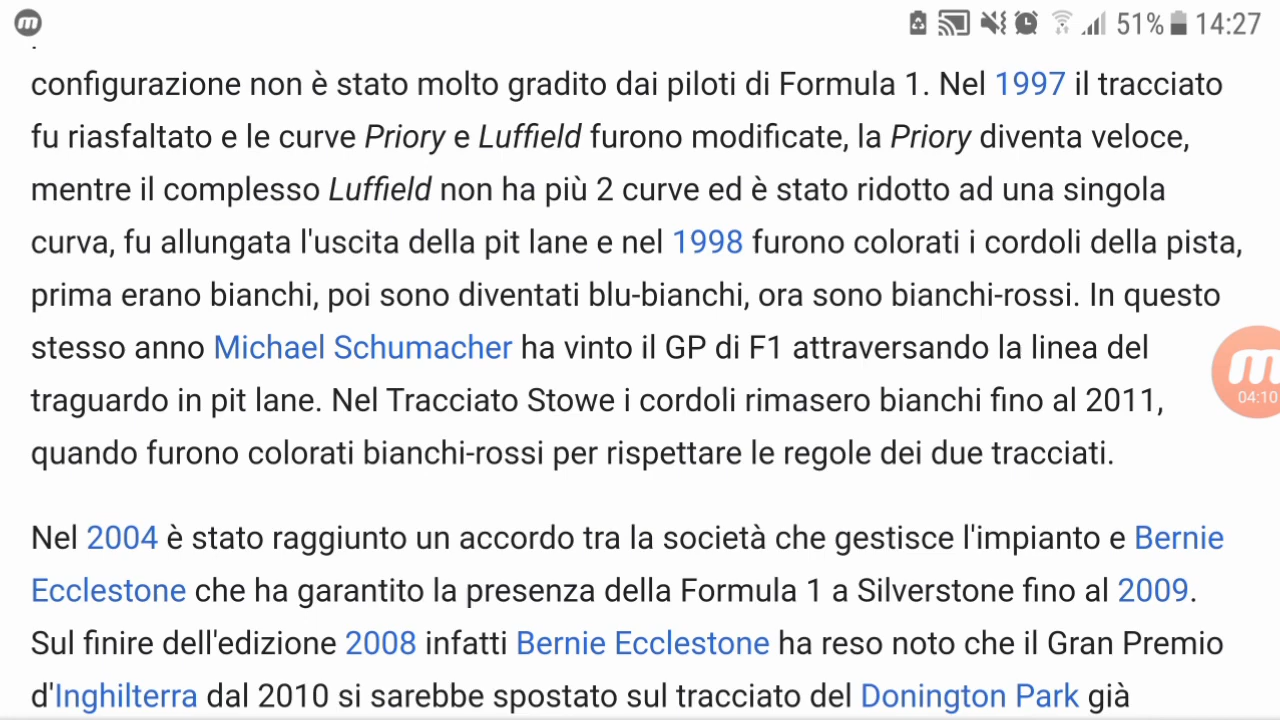 51% 14:27
configurazione non è stato molto gradito dai piloti di Formula 1. Nel 1997 il tracciato
fu riasfaltato e le curve Priory e Luffield furono modificate, la Priory diventa veloce,
mentre il complesso Luffield non ha più 2 curve ed è stato ridotto ad una singola
curva, fu allungata l'uscita della pit lane e nel 1998 furono colorati i cordoli della pista,
prima erano bianchi, poi sono diventati blu-bianchi, ora sono bianchi-rossi. In questo
stesso anno Michael Schumacher ha vinto il GP di F1 attraversando la linea del
traguardo in pit lane. Nel Tracciato Stowe i cordoli rimasero bianchi fino al 2011,
04:10
quando furono colorati bianchi-rossi per rispettare le regole dei due tracciati.
Nel 2004 è stato raggiunto un accordo tra la società che gestisce l'impianto e Bernie
Ecclestone che ha garantito la presenza della Formula 1 a Silverstone fino al 2009.
Sul finire dell'edizione 2008 infatti Bernie Ecclestone ha reso noto che il Gran Premio
d'Inghilterra dal 2010 si sarebbe spostato sul tracciato del Donington Park già